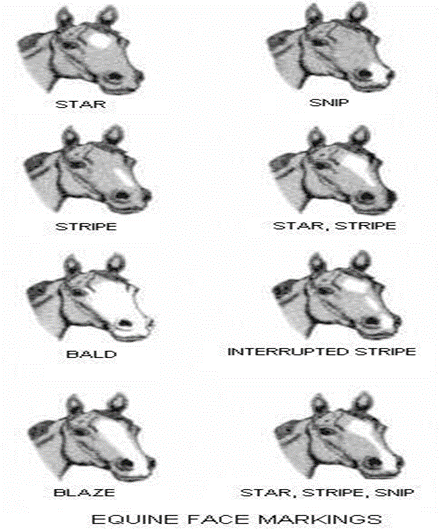 STAR
SNIP
STRIPE
STAR, STRIPE
BALD
INTERRUPTED STRIPE
BLAZE
STAR, STRIPE, SNIP
EQUINE FACE MARKINGS